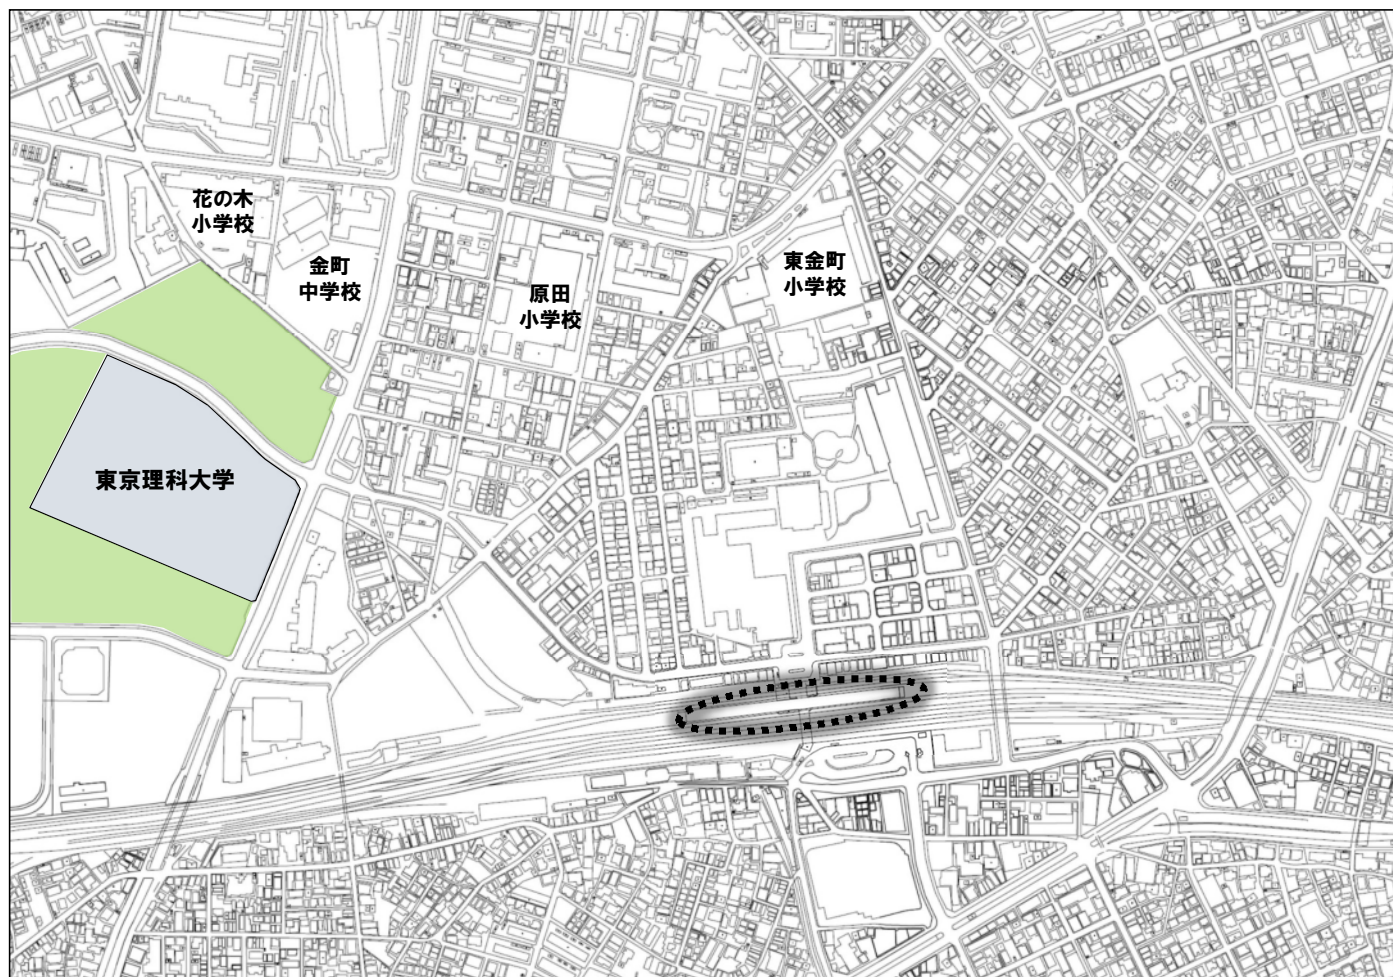 花の木
小学校
金町
中学校
原田
小学校
東金町
小学校
東京理科大学